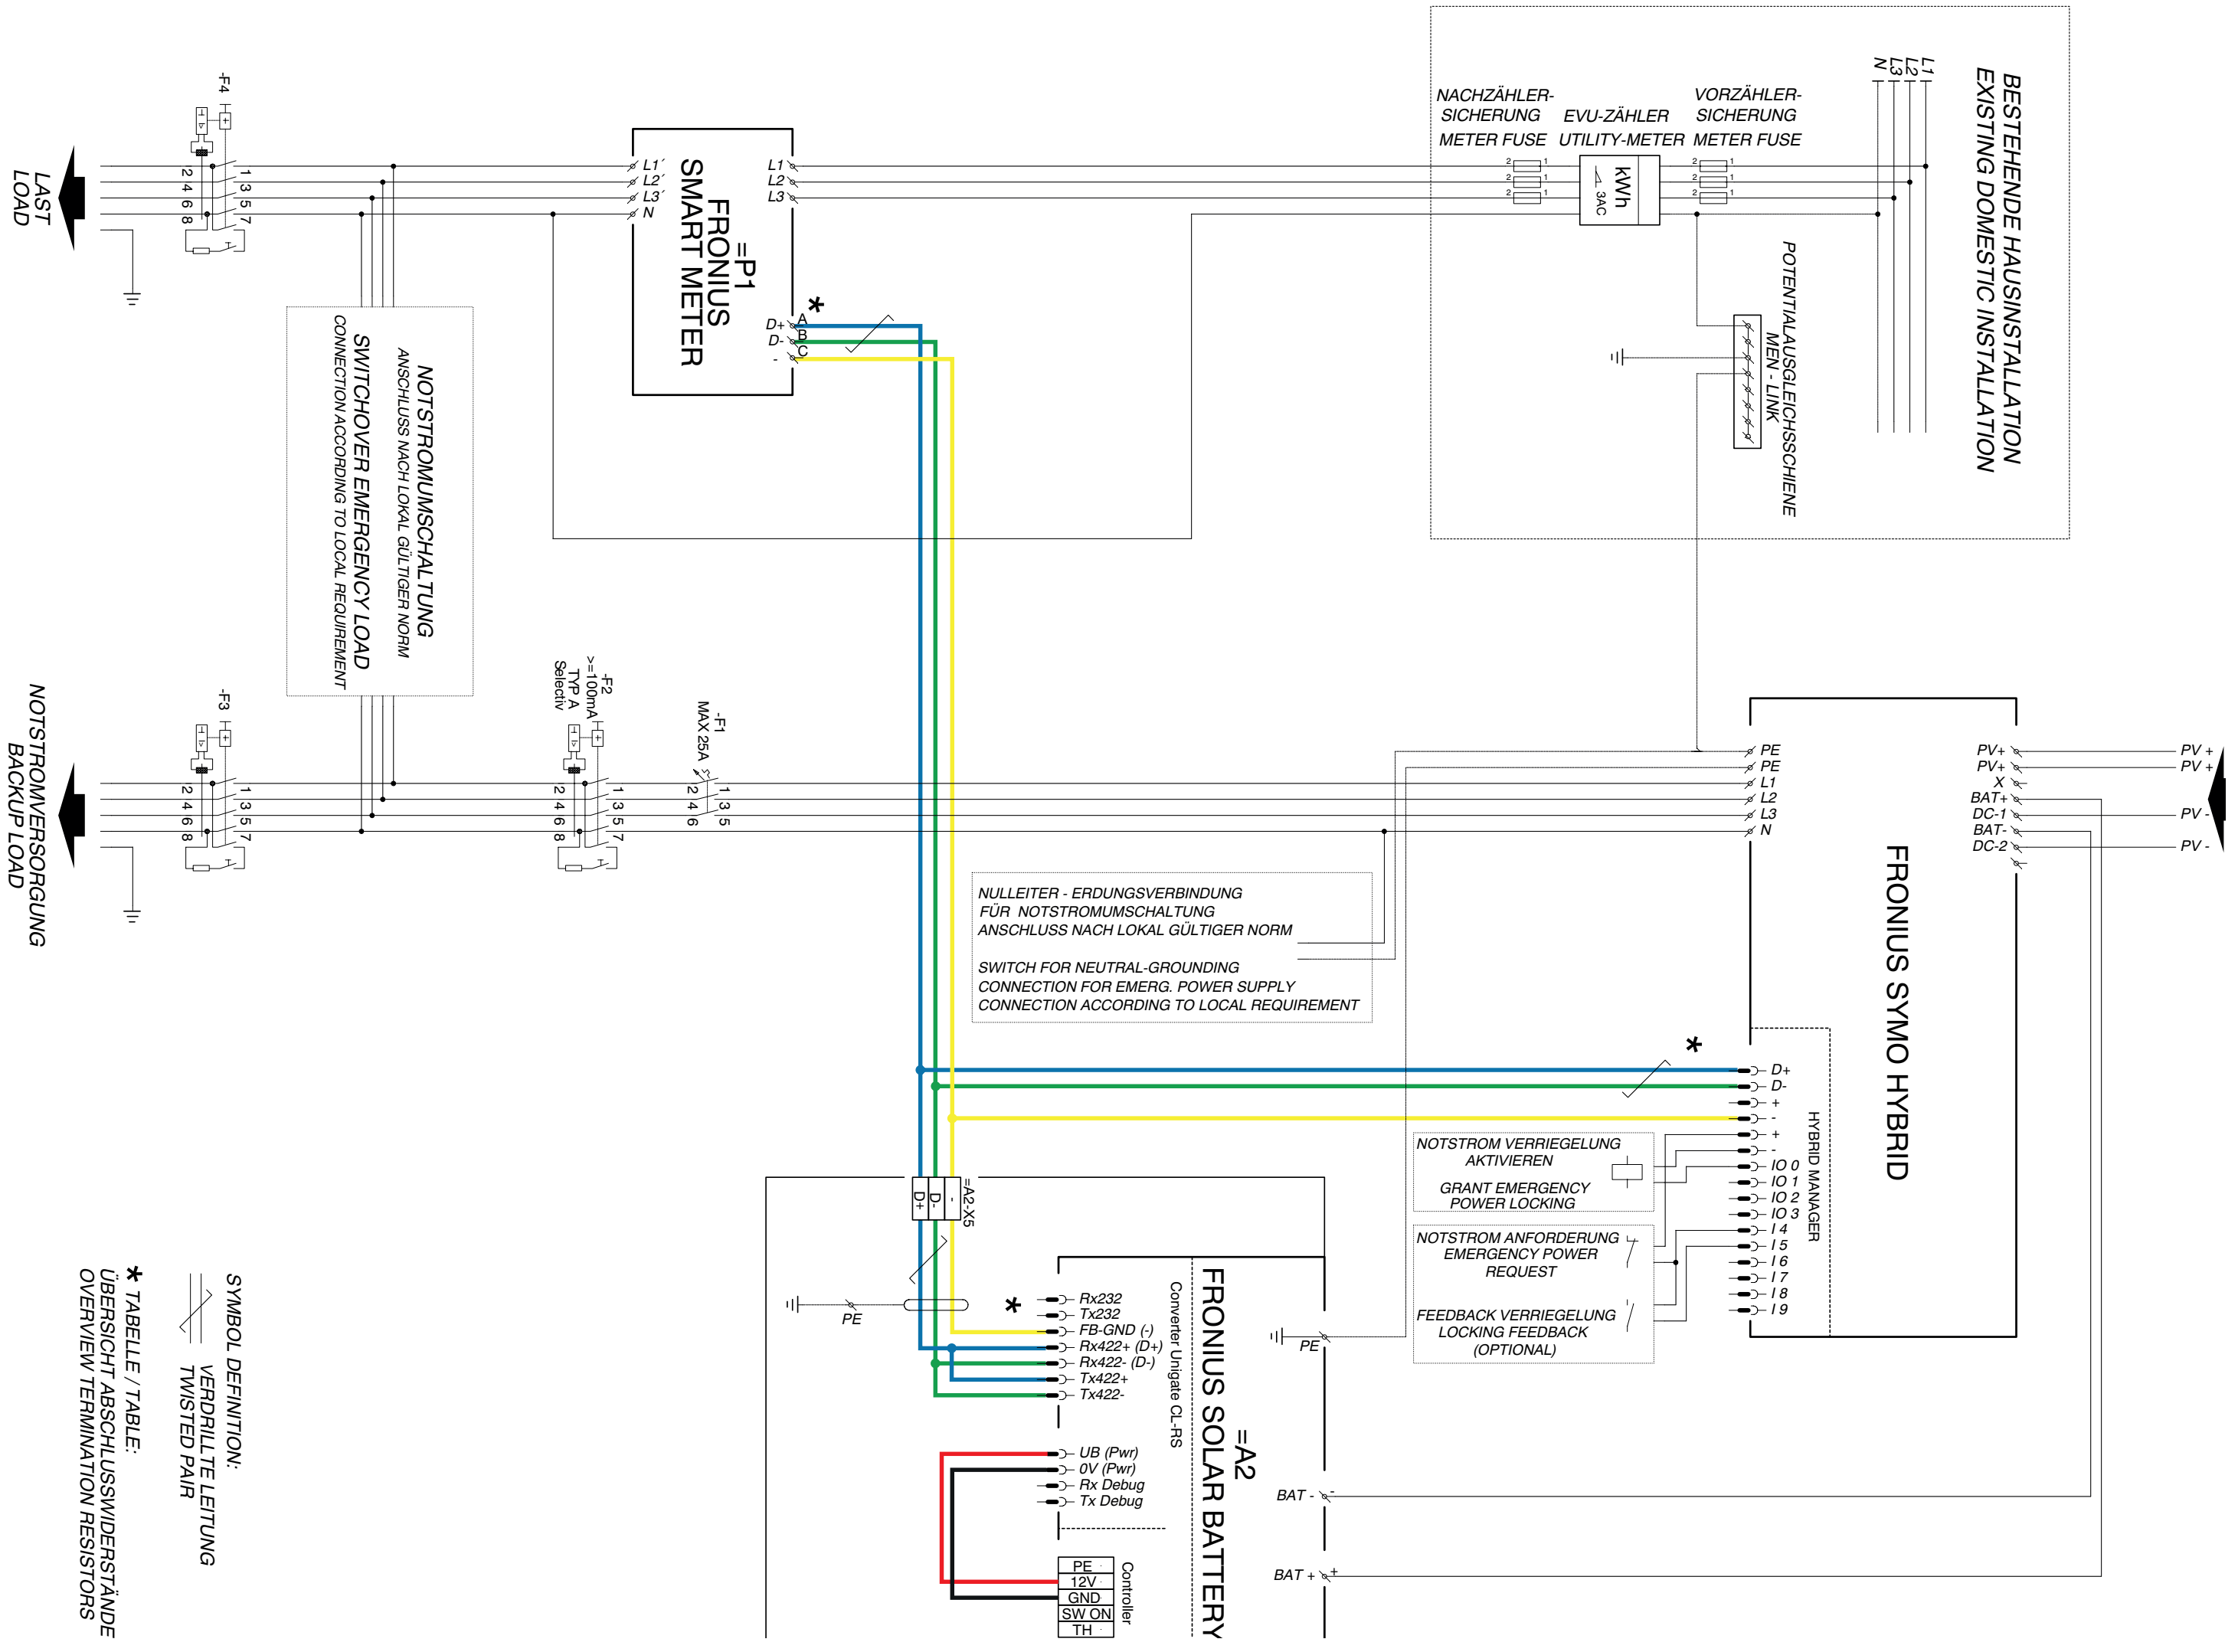 BESTEHENDE HAUSINSTALLATION
EXISTING DOMESTIC INSTALLATION
L1
L2
L3
N
NACHZÄHLER-
SICHERUNG
METER FUSE
EVU-ZÄHLER
UTILITY-METER
VORZÄHLER-
SICHERUNG
METER FUSE
2 1
2 1
2 1
2 1
kWh
3AC
POTENTIALAUSGLEICHSSCHIENE
MEN - LINK
-F4
1 3 5 7
2 4 6 8
LAST
LOAD
L1´
L2´
L3´
N
=P1
FRONIUS
SMART METER
L1
L2
L3
D+
D-
-
A
B
C
*
NOTSTROMUMSCHALTUNG
ANSCHLUSS NACH LOKAL GÜLTIGER NORM
SWITCHOVER EMERGENCY LOAD
CONNECTION ACCORDING TO LOCAL REQUIREMENT
-F3
1 3 5 7
2 4 6 8
NOTSTROMVERSORGUNG
BACKUP LOAD
-F2
>=100mA
TYP A
Selectiv
1 3 5 7
2 4 6 8
-F1
MAX 25A
1 3 5
2 4 6
NULLEITER - ERDUNGSVERBINDUNG
FÜR NOTSTROMUMSCHALTUNG
ANSCHLUSS NACH LOKAL GÜLTIGER NORM
SWITCH FOR NEUTRAL-GROUNDING
CONNECTION FOR EMERG. POWER SUPPLY
CONNECTION ACCORDING TO LOCAL REQUIREMENT
PE
PE
L1
L2
L3
N
FRONIUS SYMO HYBRID
PV+
PV+
X
BAT+
DC-1
BAT-
DC-2
PV +
PV +
PV -
PV -
*
D+
D-
+
-
+
-
IO 0
IO 1
IO 2
IO 3
I 4
I 5
I 6
I 7
I 8
I 9
HYBRID MANAGER
NOTSTROM VERRIEGELUNG
AKTIVIEREN
GRANT EMERGENCY
POWER LOCKING
NOTSTROM ANFORDERUNG
EMERGENCY POWER
REQUEST
FEEDBACK VERRIEGELUNG
LOCKING FEEDBACK
(OPTIONAL)
=A2-X5
D+
D-
-
PE
*
Rx232
Tx232
FB-GND (-)
Rx422+ (D+)
Rx422- (D-)
Tx422+
Tx422-
UB (Pwr)
0V (Pwr)
Rx Debug
Tx Debug
Converter Unigate CL-RS
=A2
FRONIUS SOLAR BATTERY
PE
BAT - -
BAT + +
PE
12V
GND
SW ON
TH
Controller
SYMBOL DEFINITION:
VERDRILLTE LEITUNG
TWISTED PAIR
* TABELLE / TABLE:
ÜBERSICHT ABSCHLUSSWIDERSTÄNDE
OVERVIEW TERMINATION RESISTORS